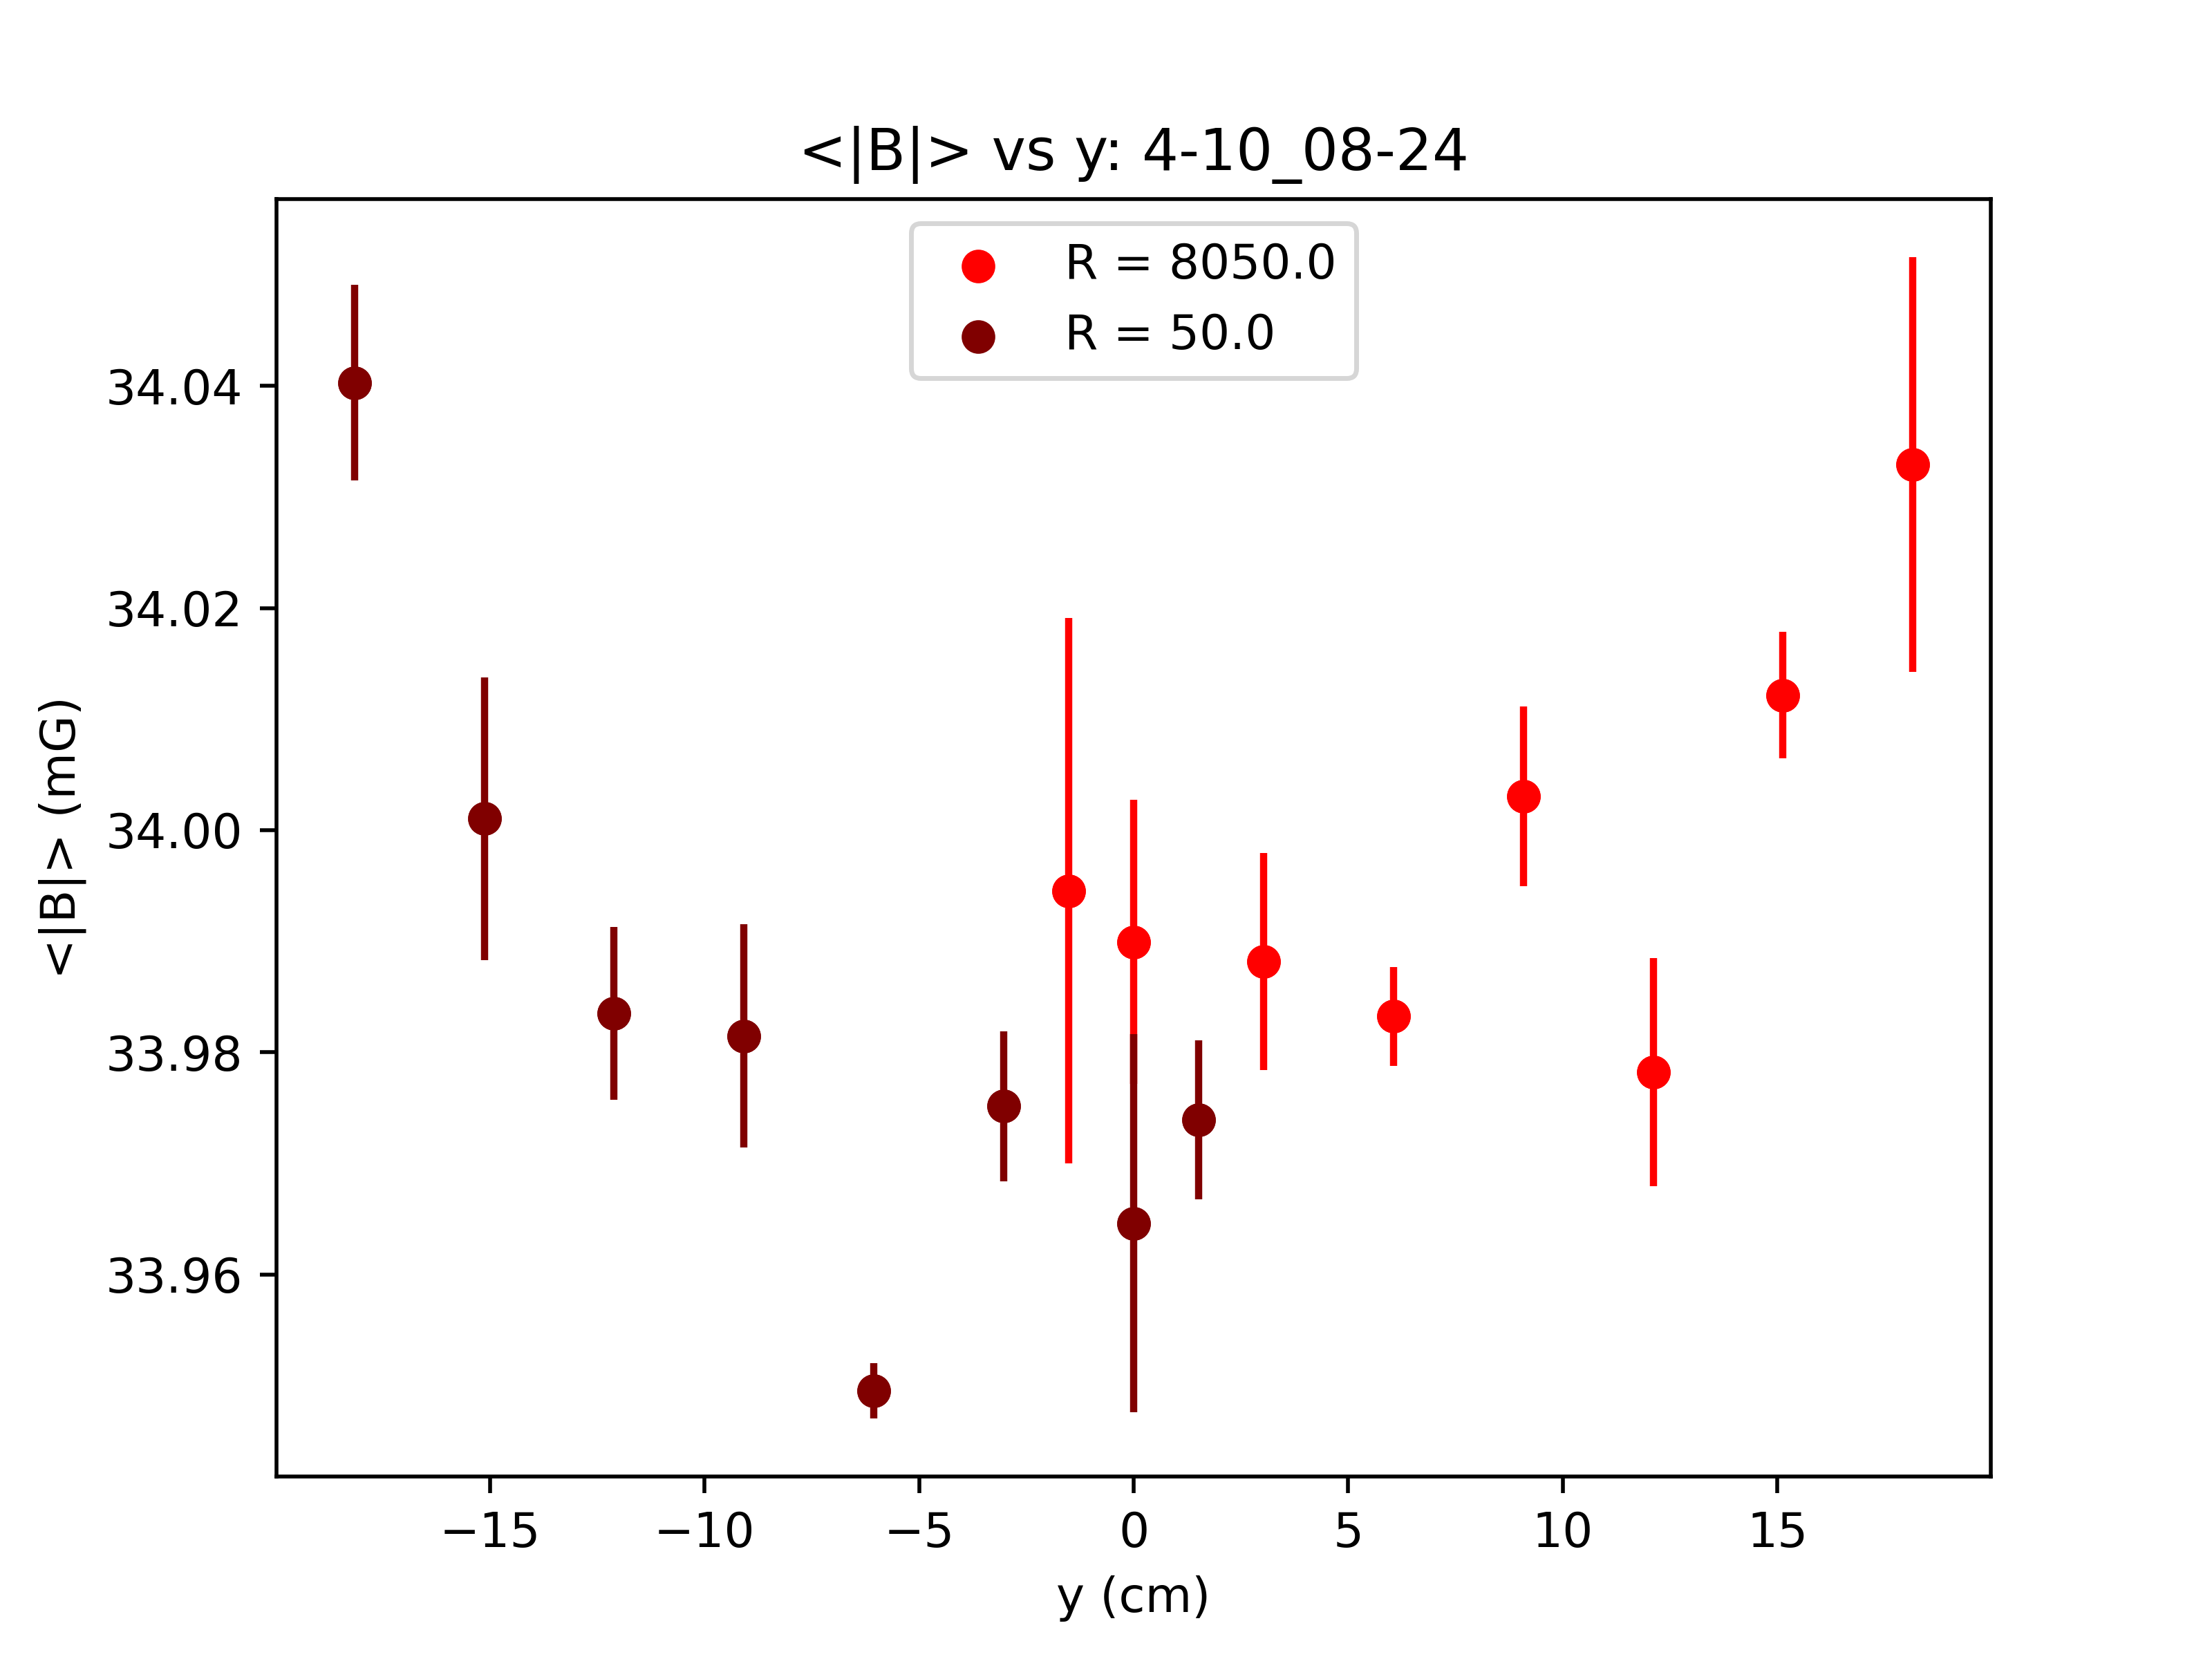 <|B|> vs y: 4-10_08-24
R = 8050.0
R = 50.0
<|B|> (mG)
34.04
34.02
34.00
33.98
33.96
−15
−10
−5
0
5
10
15
y (cm)